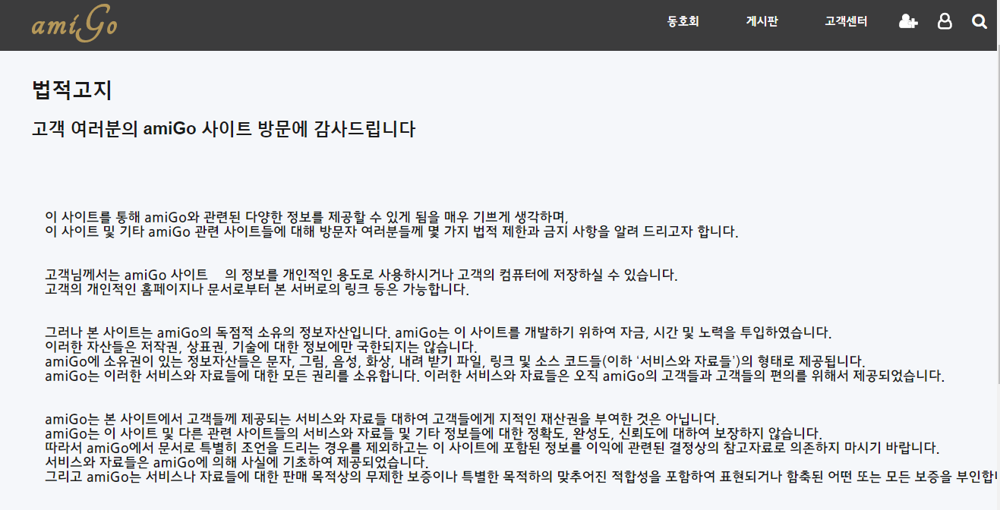 amiGo
동호회 게시판 고객센터
법적고지
고객 여러분의 amiGo 사이트 방문에 감사드립니다
이 사이트를 통해 amiGo와 관련된 다양한 정보를 제공할 수 있게 됨을 매우 기쁘게 생각하며,
이 사이트 및 기타 amiGo 관련 사이트들에 대해 방문자 여러분들께 몇 가지 법적 제한과 금지 사항을 알려 드리고자 합니다.
고객님께서는 amiGo 사이트 의 정보를 개인적인 용도로 사용하시거나 고객의 컴퓨터에 저장하실 수 있습니다.
고객의 개인적인 홈페이지나 문서로부터 본 서버로의 링크 등은 가능합니다.
그러나 본 사이트는 amiGo의 독점적 소유의 정보자산입니다. amiGo는 이 사이트를 개발하기 위하여 자금, 시간 및 노력을 투입하였습니다.
이러한 자산들은 저작권, 상표권, 기술에 대한 정보에만 국한되지는 않습니다.
amiGo에 소유권이 있는 정보자산들은 문자, 그림, 음성, 화상, 내려 받기 파일, 링크 및 소스 코드들(이하 ‘서비스와 자료들’)의 형태로 제공됩니다.
amiGo는 이러한 서비스와 자료들에 대한 모든 권리를 소유합니다. 이러한 서비스와 자료들은 오직 amiGo의 고객들과 고객들의 편의를 위해서 제공되었습니다.
amiGo는 본 사이트에서 고객들께 제공되는 서비스와 자료들 대하여 고객들에게 지적인 재산권을 부여한 것은 아닙니다.
amiGo는 이 사이트 및 다른 관련 사이트들의 서비스와 자료들 및 기타 정보들에 대한 정확도, 완성도, 신뢰도에 대하여 보장하지 않습니다.
따라서 amiGo에서 문서로 특별히 조언을 드리는 경우를 제외하고는 이 사이트에 포함된 정보를 이익에 관련된 결정상의 참고자료로 의존하지 마시기 바랍니다.
서비스와 자료들은 amiGo에 의해 사실에 기초하여 제공되었습니다.
그리고 amiGo는 서비스나 자료들에 대한 판매 목적상의 무제한 보증이나 특별한 목적하의 맞추어진 적합성을 포함하여 표현되거나 함축된 어떤 또는 모든 보증을